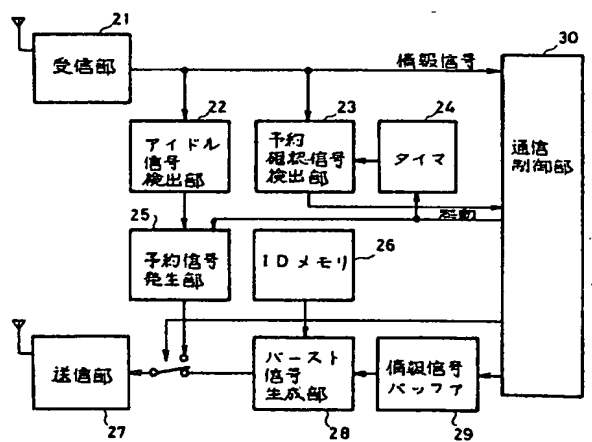 21
30
受信部
情報信号
22
23
24
アイドル
信号
検出部
予約
確認信号
検出部
タイマ
通信
制御部
起動
25
予約信号
発生部
IDメモリ
26
送信部
バースト
信号
生成部
情報信号
バッファ
27
28
29